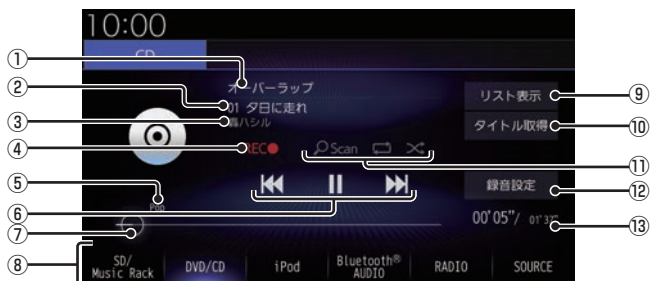 10:00
CD
① オーバーラップ
② 01 夕日に走れ
③ 轟ハシル
④ REC
Scan
⑤ Pop
⑥
⑦
⑧
リスト表示 ⑨
タイトル取得 ⑩
⑪
録音設定 ⑫
00'05"/ 01'37" ⑬
SD/
Music Rack
DVD/CD
iPod
Bluetooth®
AUDIO
RADIO
SOURCE